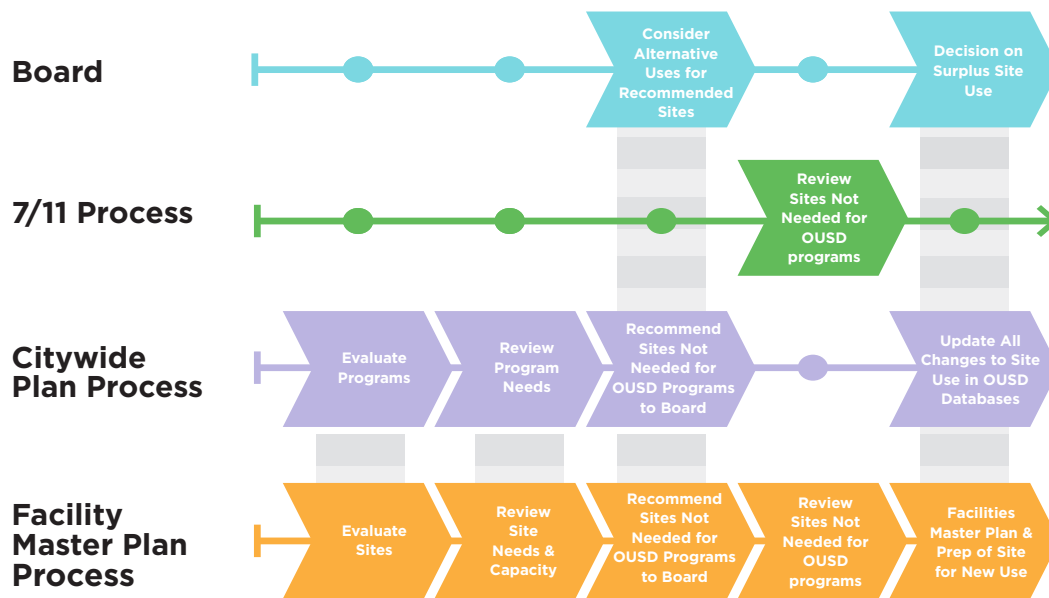 Board
Consider
Alternative
Uses for
Recommended
Sites
Decision on
Surplus Site
Use
7/11 Process
Review
Sites Not
Needed for
OUSD
programs
Citywide
Plan Process
Evaluate
Programs
Review
Program
Needs
Recommend
Sites Not
Needed for
OUSD Programs
to Board
Update All
Changes to Site
Use in OUSD
Databases
Facility
Master Plan
Process
Evaluate
Sites
Review
Site
Needs &
Capacity
Recommend
Sites Not
Needed for
OUSD Programs
to Board
Review
Sites Not
Needed for
OUSD
programs
Facilities
Master Plan &
Prep of Site
for New Use